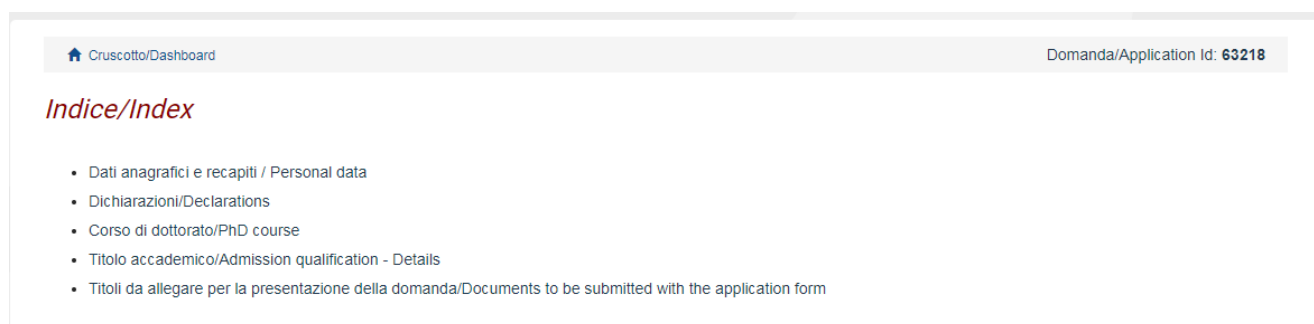 Cruscotto/Dashboard Domanda/Application Id: 63218
Indice/Index
Dati anagrafici e recapiti / Personal data
Dichiarazioni/Declarations
Corso di dottorato/PhD course
Titolo accademico/Admission qualification - Details
Titoli da allegare per la presentazione della domanda/Documents to be submitted with the application form